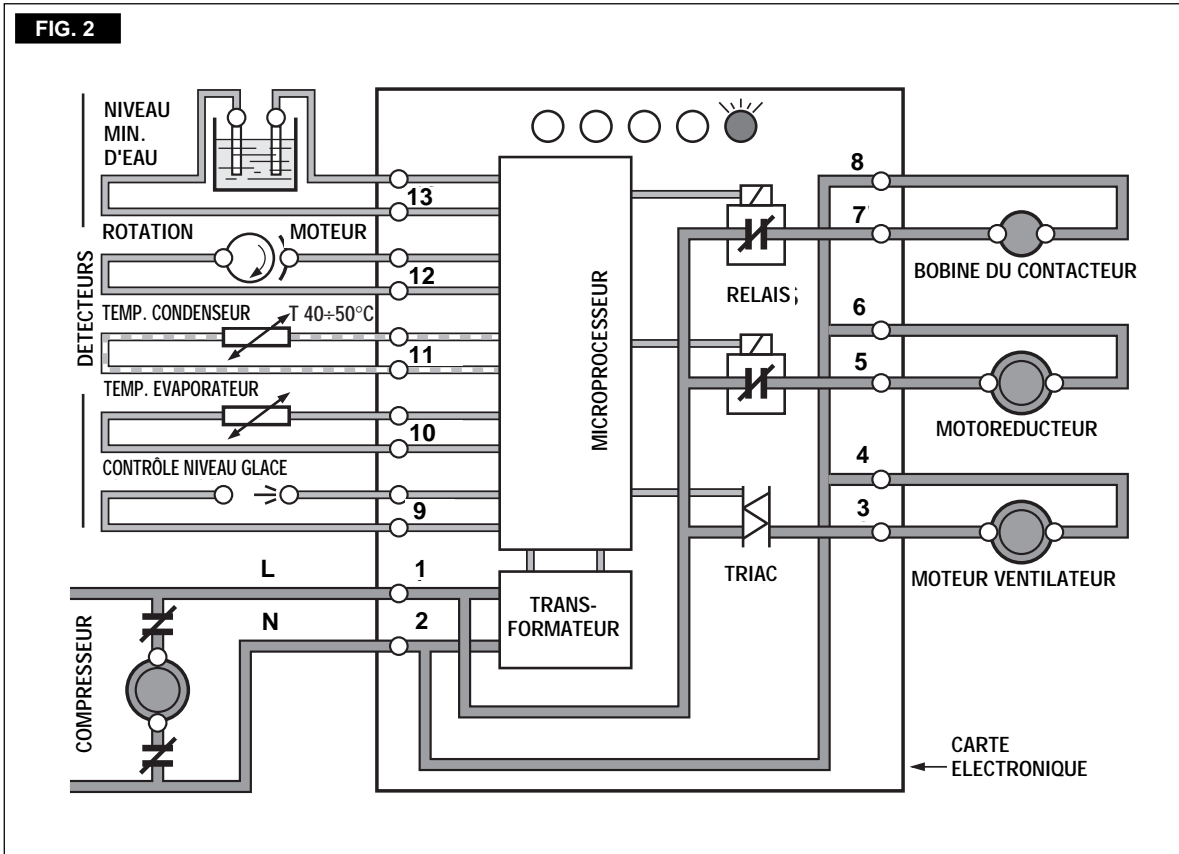 FIG. 2
NIVEAU
MIN.
D'EAU
13
ROTATION MOTEUR
12
DETECTEURS
TEMP. CONDENSEUR T 40÷50°C
11
TEMP. EVAPORATEUR
10
CONTRÔLE NIVEAU GLACE
9
L 1
N 2
COMPRESSEUR
MICROPROCESSEUR
TRANS-
FORMATEUR
RELAIS
TRIAC
8
7
BOBINE DU CONTACTEUR
6
5
MOTOREDUCTEUR
4
3
MOTEUR VENTILATEUR
CARTE
ELECTRONIQUE